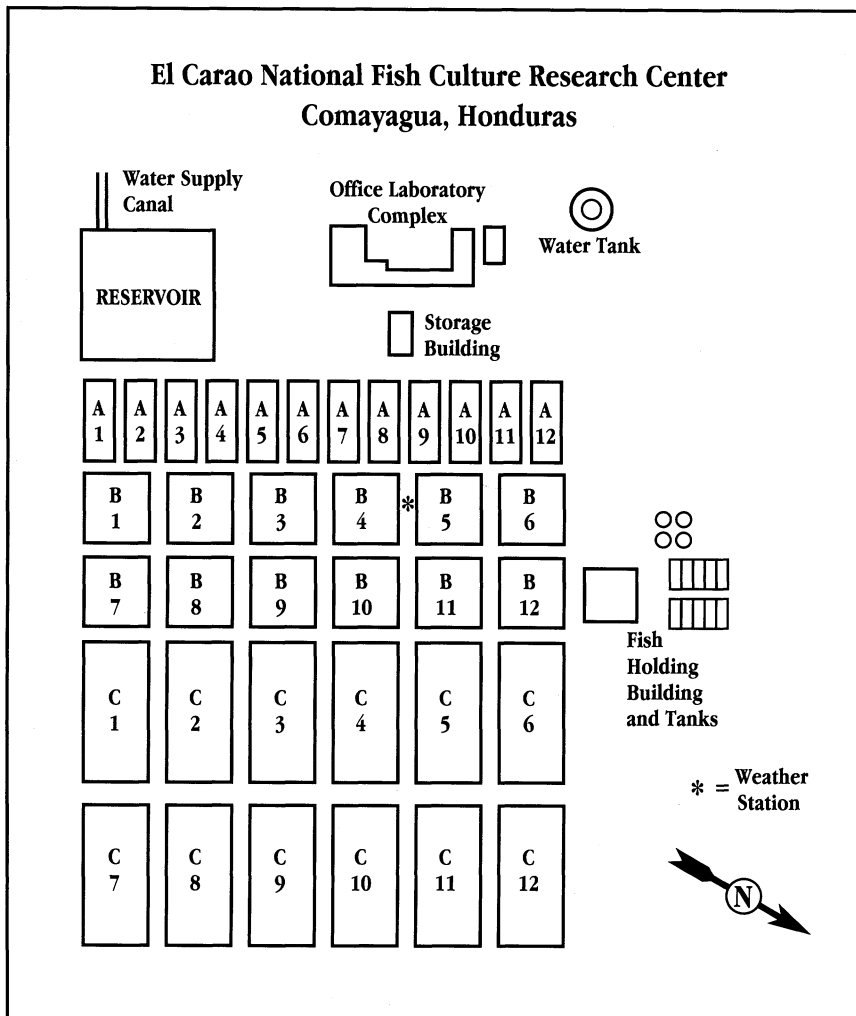 El Carao National Fish Culture Research Center
Comayagua, Honduras
Water Supply
Canal
Office Laboratory
Complex
Water Tank
RESERVOIR
Storage
Building
A A A A A A A A A A A A
1 2 3 4 5 6 7 8 9 10 11 12
B B B B * B B
1 2 3 4 5 6
B B B B B B
7 8 9 10 11 12
Fish
Holding
Building
and Tanks
C C C C C C
1 2 3 4 5 6
* = Weather
Station
C C C C C C
7 8 9 10 11 12
N